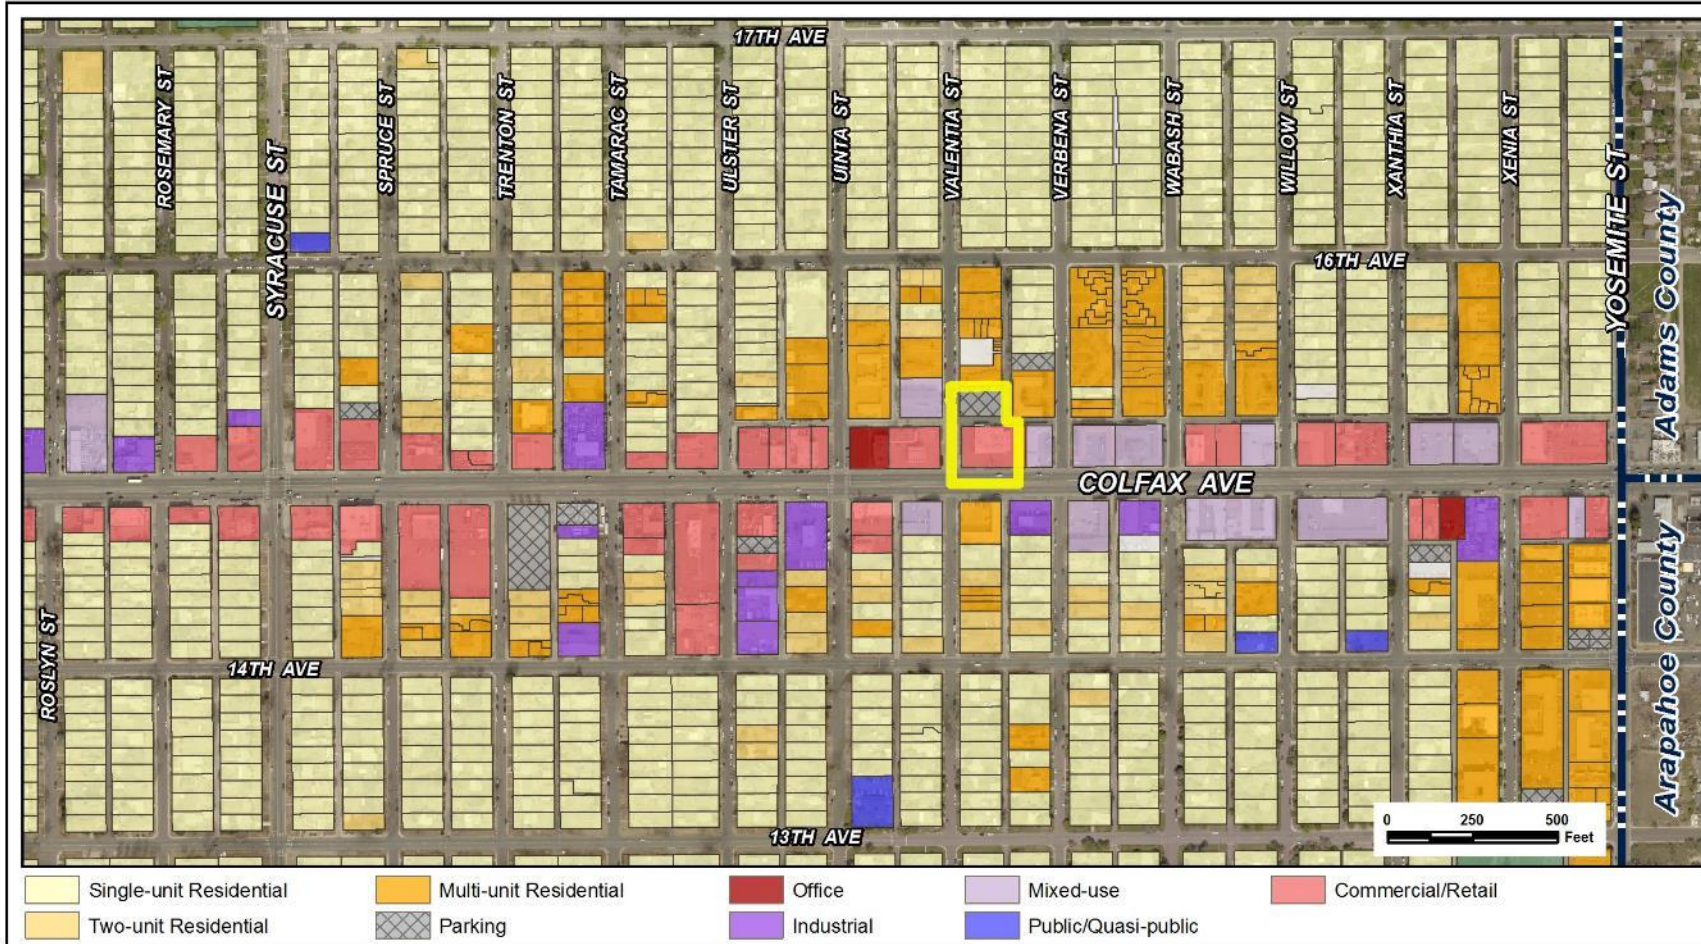 17TH AVE
ROSEMARY ST
SYRACUSE ST
SPRUCE ST
TRENTON ST
TAMARAC ST
ULSTER ST
UINTA ST
VALENTIA ST
VERBENA ST
WABASH ST
WILLOW ST
XANTHIA ST
XENIA ST
YOSEMITE ST
Adams County
16TH AVE
COLFAX AVE
Arapahoe County
ROSLYN ST
14TH AVE
13TH AVE
0 250 500
Feet
Single-unit Residential
Multi-unit Residential
Office
Mixed-use
Commercial/Retail
Two-unit Residential
Parking
Industrial
Public/Quasi-public